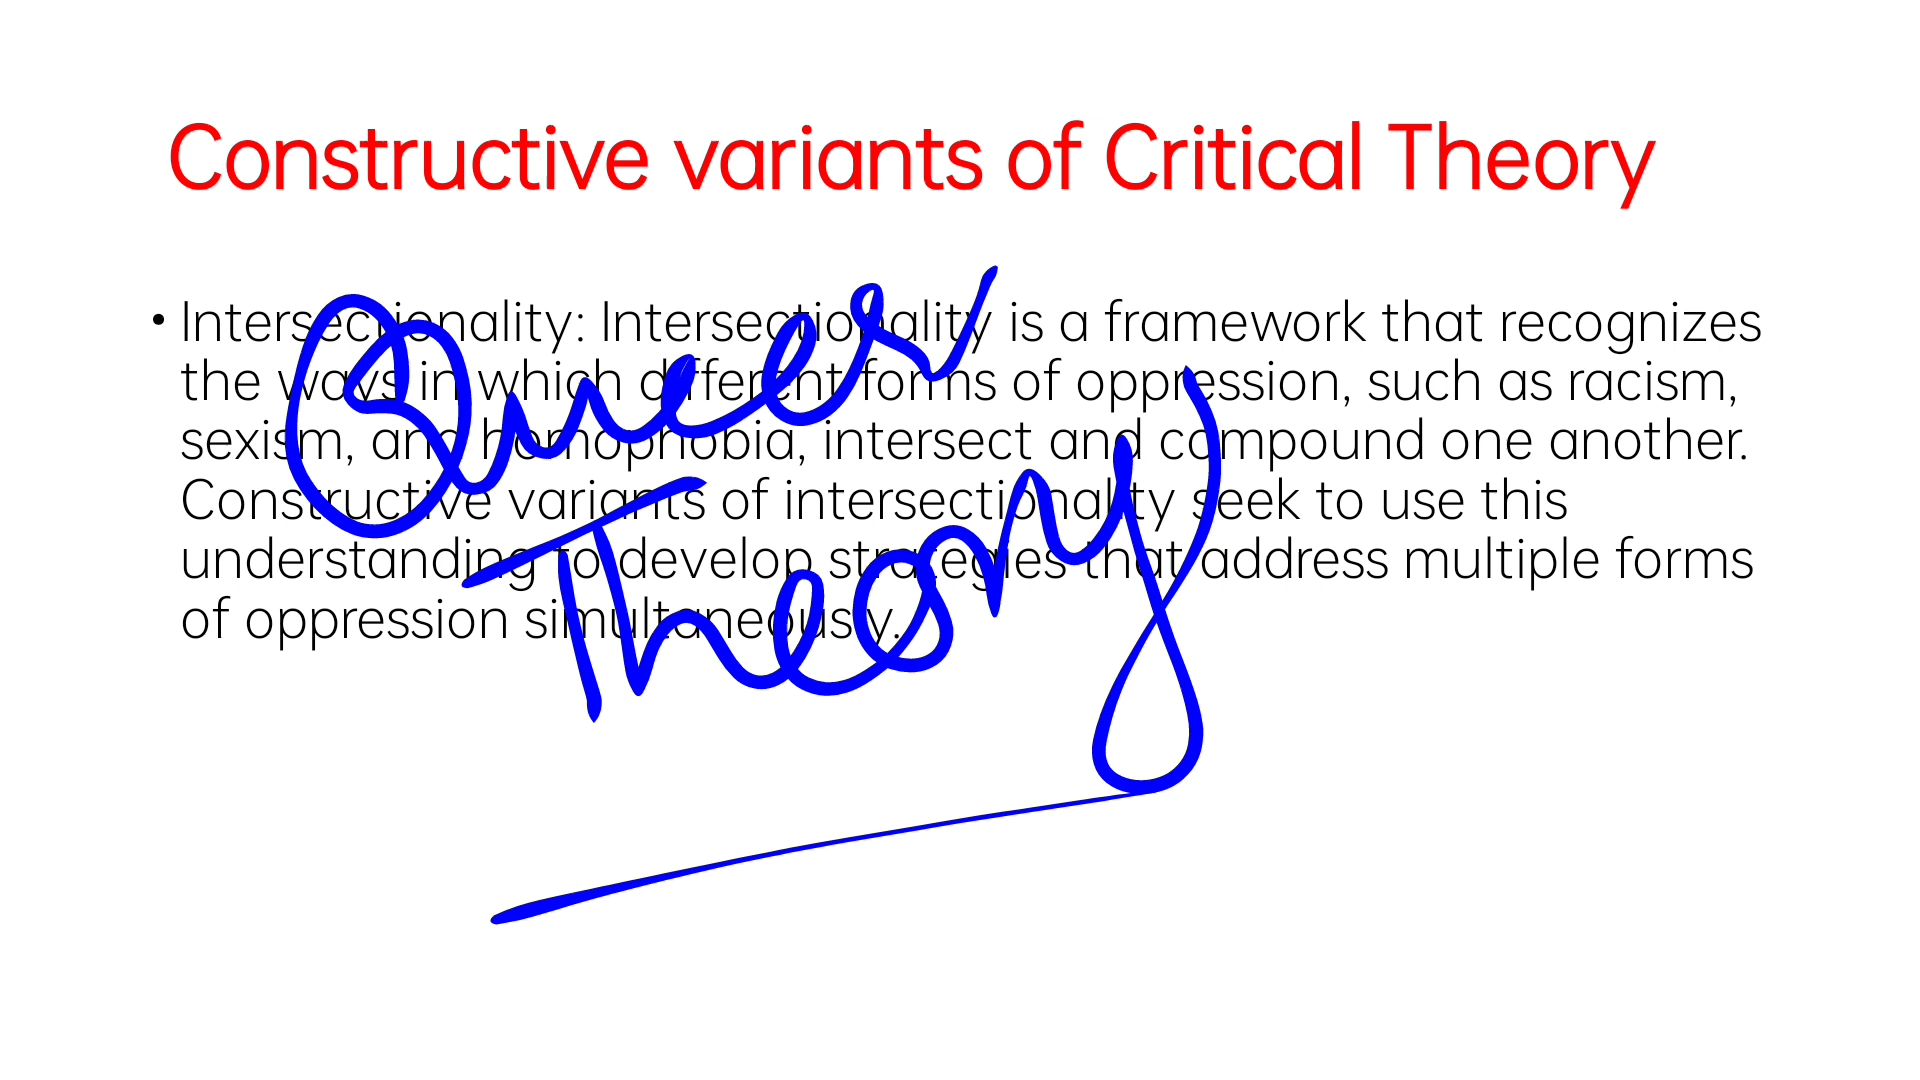 Constructive variants of Critical Theory
• Intersectionality: Intersectionality is a framework that recognizes
the ways in which different forms of oppression, such as racism,
sexism, and homophobia, intersect and compound one another.
Constructive variants of intersectionality seek to use this
understanding to develop strategies that address multiple forms
of oppression simultaneously.
Queer
Theory